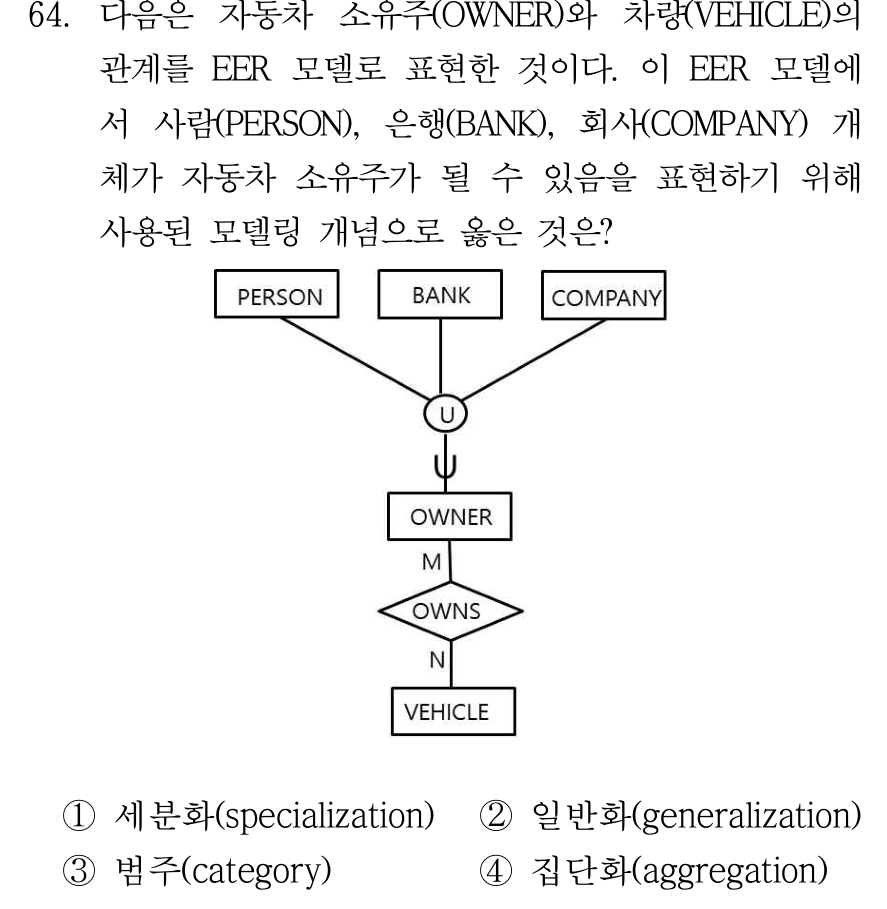 64. 다음은 자동차 소유주(OWNER)와 차량(VEHICLE)의
관계를 EER 모델로 표현한 것이다. 이 EER 모델에
서 사람(PERSON), 은행(BANK), 회사(COMPANY) 개
체가 자동차 소유주가 될 수 있음을 표현하기 위해
사용된 모델링 개념으로 옳은 것은?
PERSON BANK COMPANY
U
OWNER
M
OWNS
N
VEHICLE
① 세분화(specialization) ② 일반화(generalization)
③ 범주(category) ④ 집단화(aggregation)